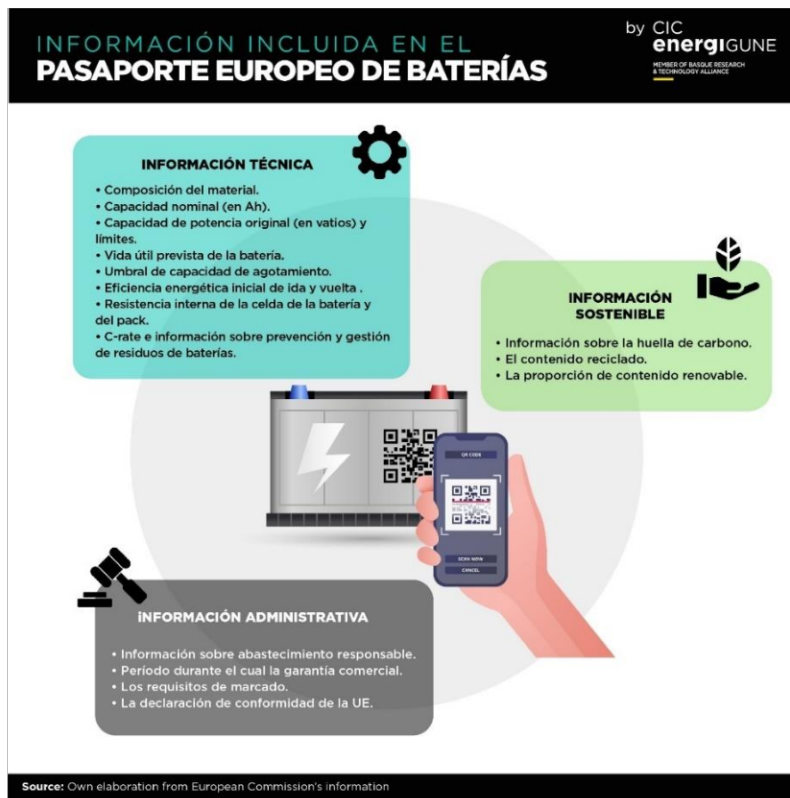 INFORMACIÓN INCLUIDA EN EL
PASAPORTE EUROPEO DE BATERÍAS
by CIC
energiGUNE
MEMBER OF BASQUE RESEARCH
& TECHNOLOGY ALLIANCE
INFORMACIÓN TÉCNICA
• Composición del material.
• Capacidad nominal (en Ah).
• Capacidad de potencia original (en vatios) y
límites.
• Vida útil prevista de la batería.
• Umbral de capacidad de agotamiento.
• Eficiencia energética inicial de ida y vuelta .
• Resistencia interna de la celda de la batería y
del pack.
• C-rate e información sobre prevención y gestión
de residuos de baterías.
INFORMACIÓN
SOSTENIBLE
• Información sobre la huella de carbono.
• El contenido reciclado.
• La proporción de contenido renovable.
QR CODE
SCAN NOW
CANCEL
iNFORMACIÓN ADMINISTRATIVA
• Información sobre abastecimiento responsable.
• Período durante el cual la garantía comercial.
• Los requisitos de marcado.
• La declaración de conformidad de la UE.
Source: Own elaboration from European Commission's information